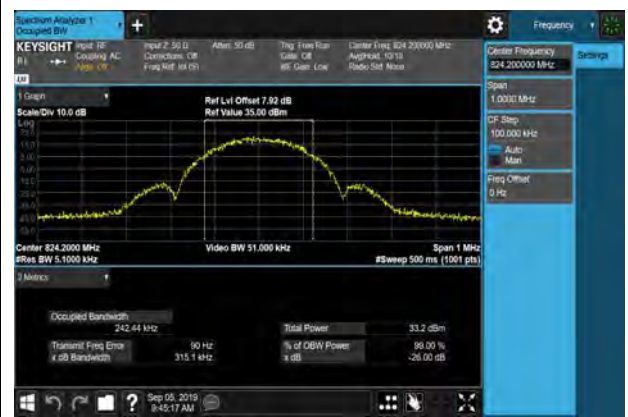 Spectrum Analyzer 1
Occupied BW
+
Frequency
KEYSIGHT Input: RF
Coupling: AC
Align: Off
Input Z: 50 Ω
Corrections: Off
Freq Ref: Int (S)
Atten: 50 dB
Trig: Free Run
Gate: Off
#IF Gain: Low
Center Freq: 824.200000 MHz
Avg|Hold: 10/10
Radio Std: None
Center Frequency
824.200000 MHz
Settings
Span
1.0000 MHz
CF Step
100.000 kHz
Auto
Man
Freq Offset
0 Hz
1 Graph
Scale/Div 10.0 dB
Ref Lvl Offset 7.92 dB
Ref Value 35.00 dBm
Log
Center 824.2000 MHz
#Res BW 5.1000 kHz
Video BW 51.000 kHz
Span 1 MHz
#Sweep 500 ms (1001 pts)
2 Metrics
Occupied Bandwidth
242.44 kHz
Total Power
33.2 dBm
Transmit Freq Error
90 Hz
% of OBW Power
99.00 %
x dB Bandwidth
315.1 kHz
x dB
-26.00 dB
?
Sep 05, 2019
9:45:17 AM